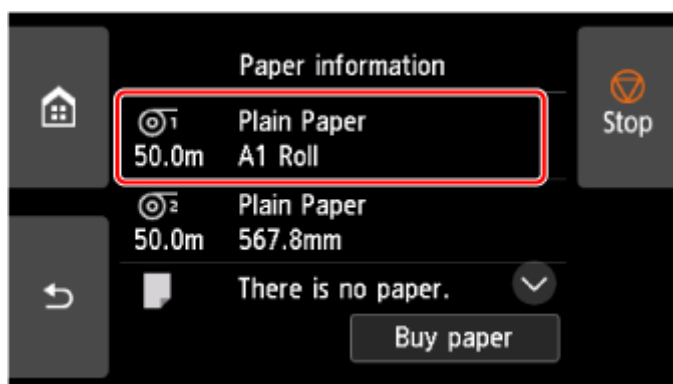 Paper information
1 Plain Paper
50.0m A1 Roll
Stop
2 Plain Paper
50.0m 567.8mm
There is no paper.
Buy paper